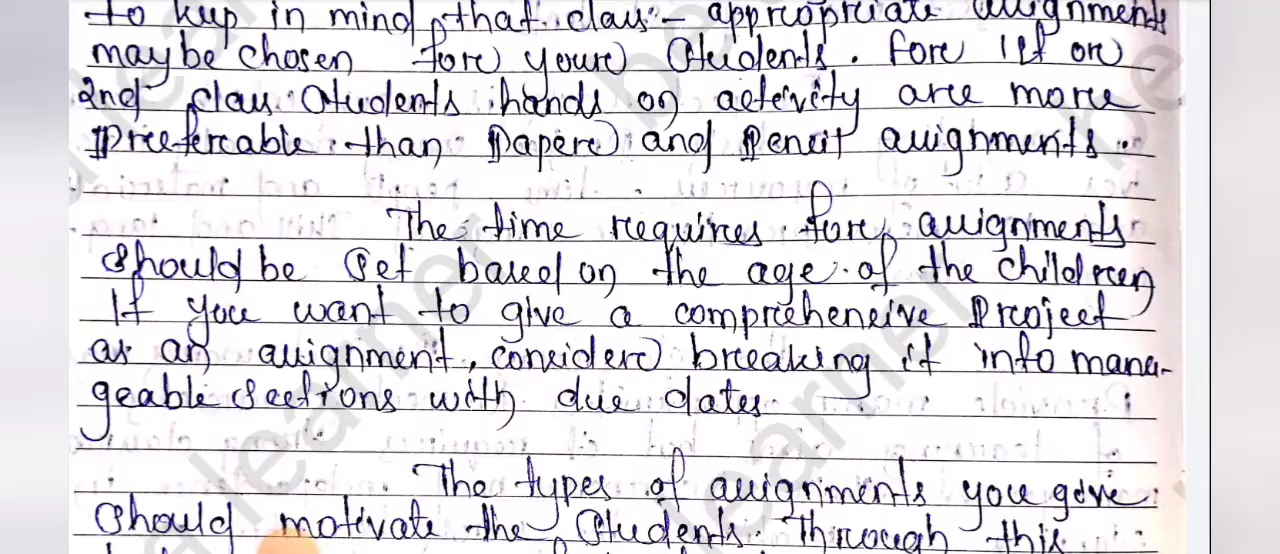 to keep in mind that class-appropriate assignments
may be chosen for your students. For 1st or
2nd class students hands on activity are more
preferable than paper and pencil assignments.
The time requires for assignments
should be set based on the age of the children
If you want to give a comprehensive project
as an assignment, consider breaking it into mana-
geable sections with due dates
The types of assignments you give
should motivate the students. Through this